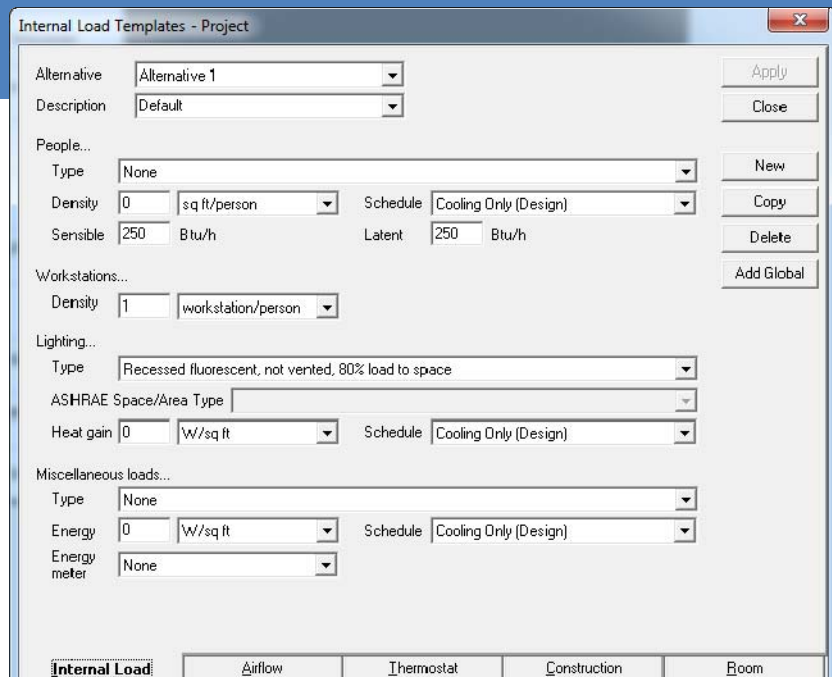 Internal Load Templates - Project
Alternative Alternative 1 Apply
Description Default Close
People...
Type None New
Density 0 sq ft/person Schedule Cooling Only (Design) Copy
Sensible 250 Btu/h Latent 250 Btu/h Delete
Workstations... Add Global
Density 1 workstation/person
Lighting...
Type Recessed fluorescent, not vented, 80% load to space
ASHRAE Space/Area Type
Heat gain 0 W/sq ft Schedule Cooling Only (Design)
Miscellaneous loads...
Type None
Energy 0 W/sq ft Schedule Cooling Only (Design)
Energy meter None
Internal Load Airflow Thermostat Construction Room